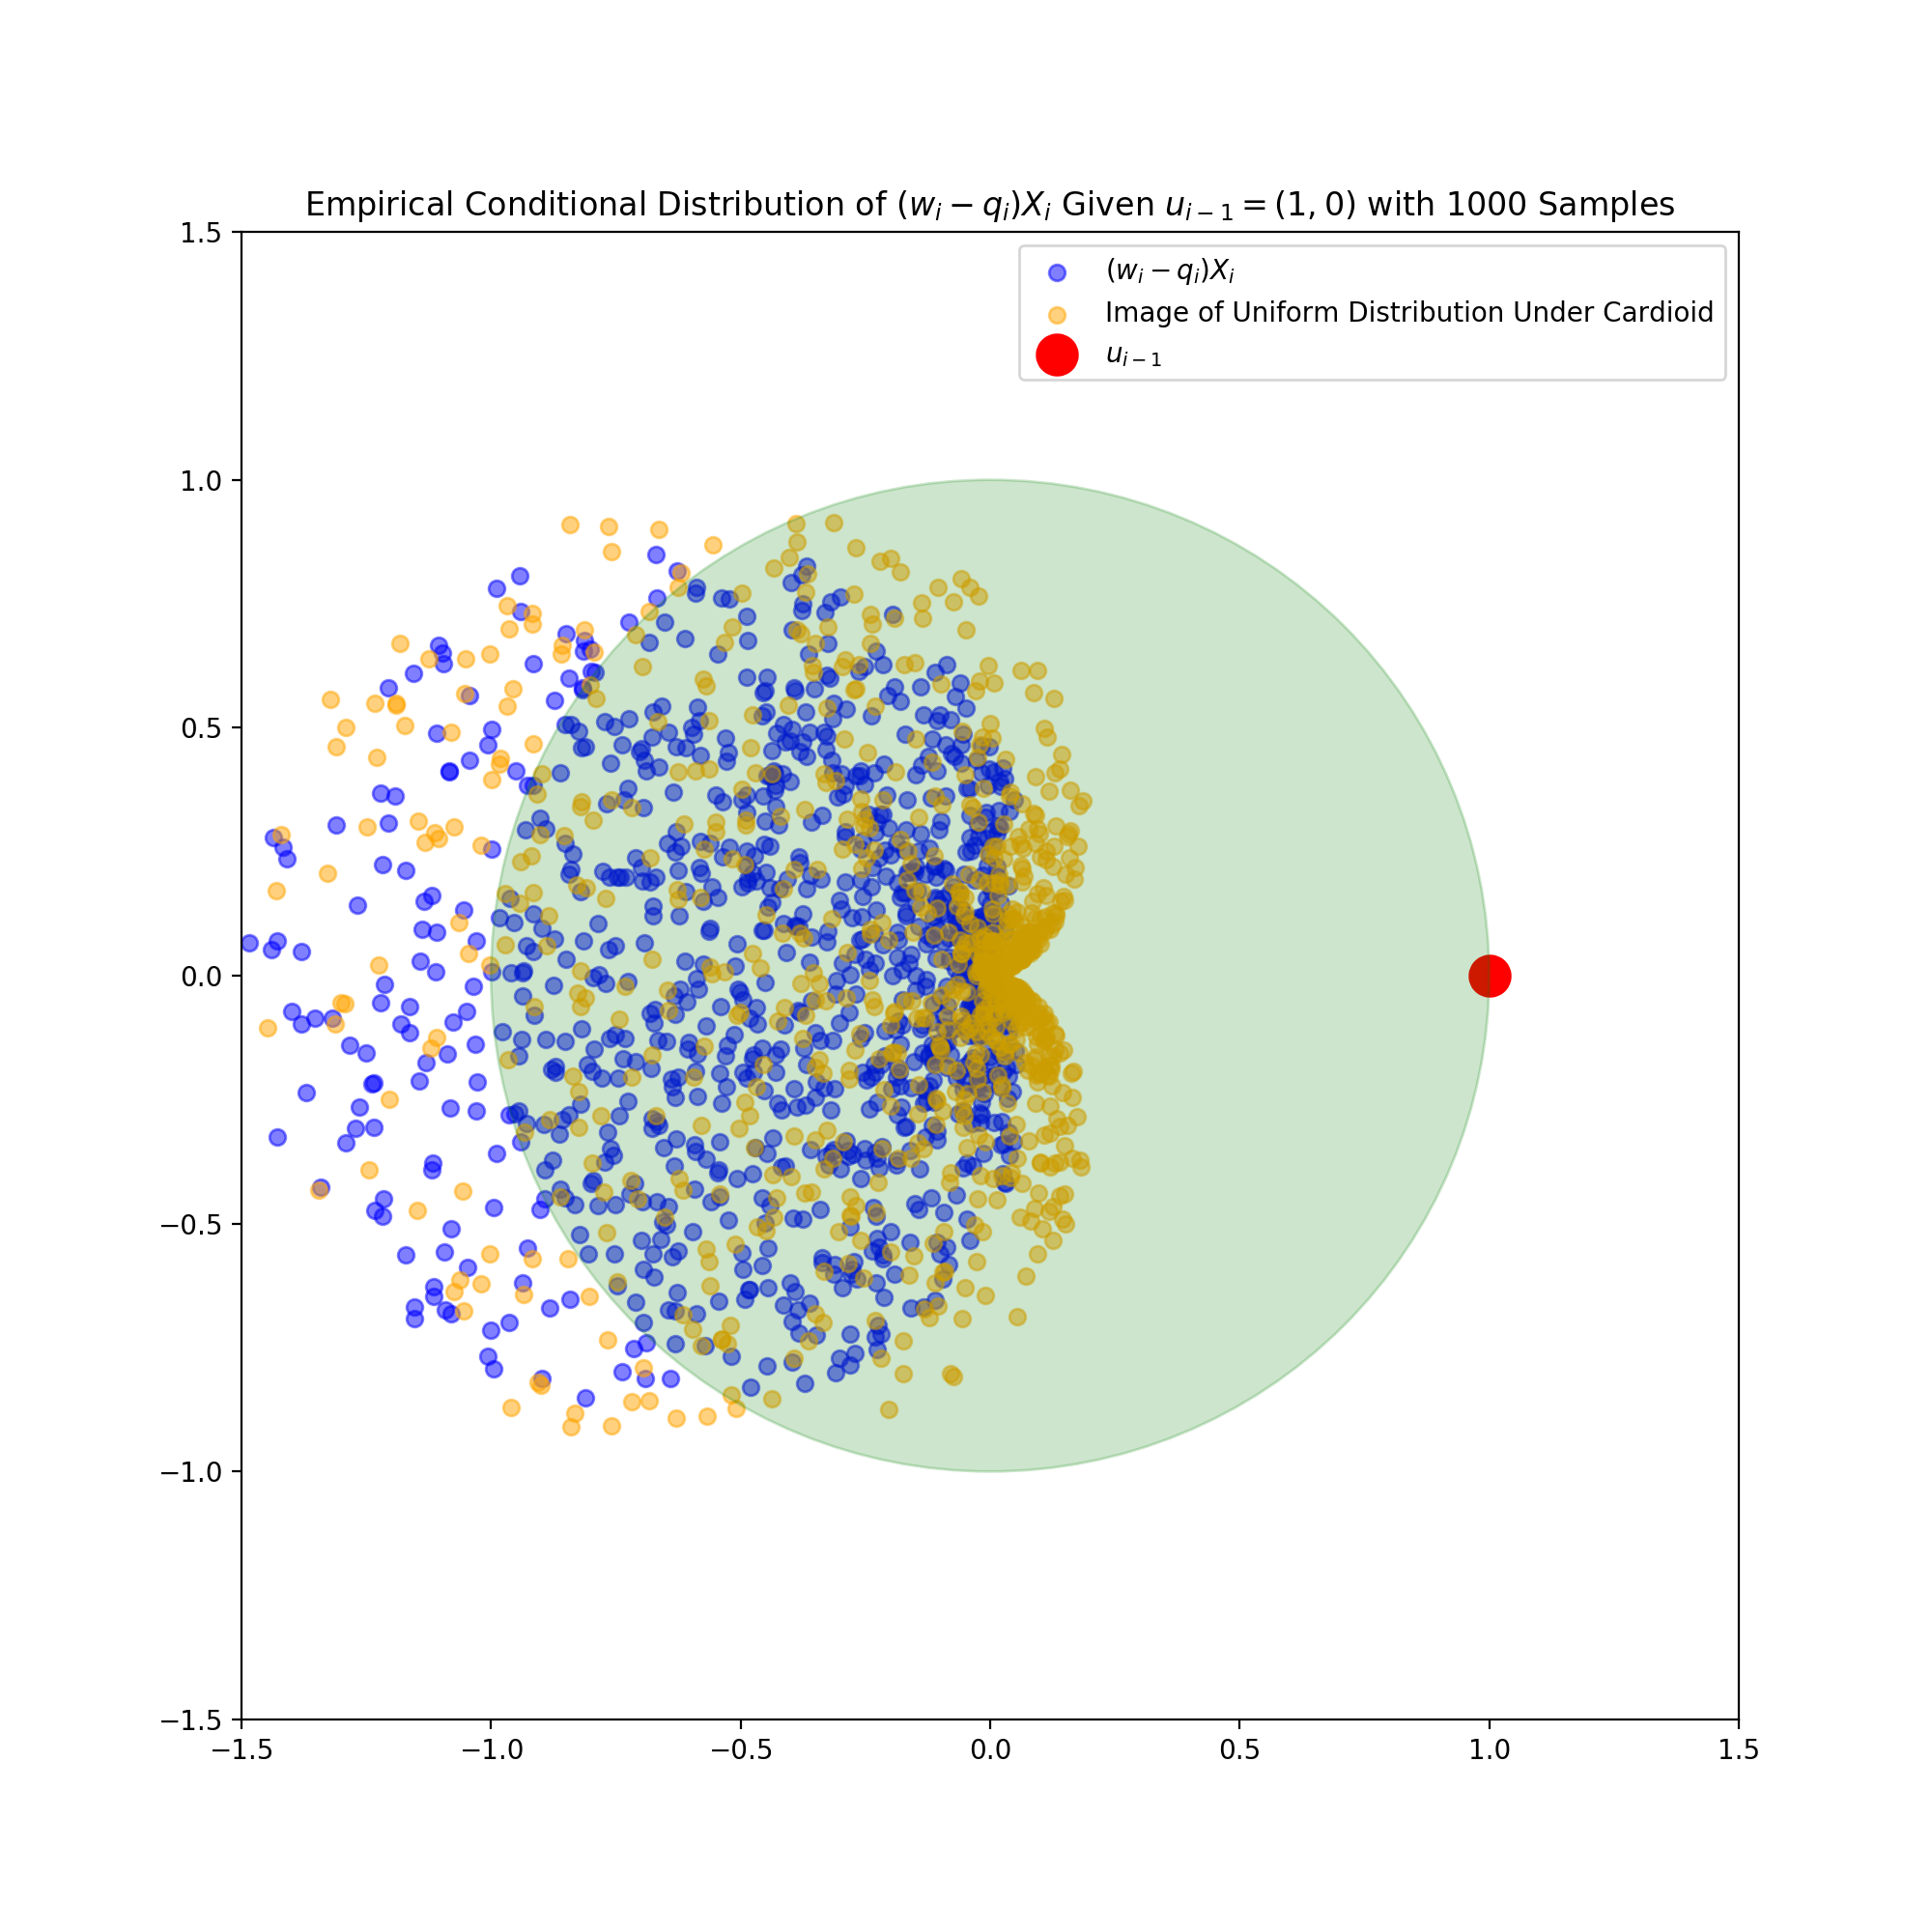 Empirical Conditional Distribution of $(w_i - q_i)X_i$ Given $u_{i-1} = (1, 0)$ with 1000 Samples
$(w_i - q_i)X_i$
Image of Uniform Distribution Under Cardioid
$u_{i-1}$
1.5
1.0
0.5
0.0
−0.5
−1.0
−1.5
−1.5 −1.0 −0.5 0.0 0.5 1.0 1.5